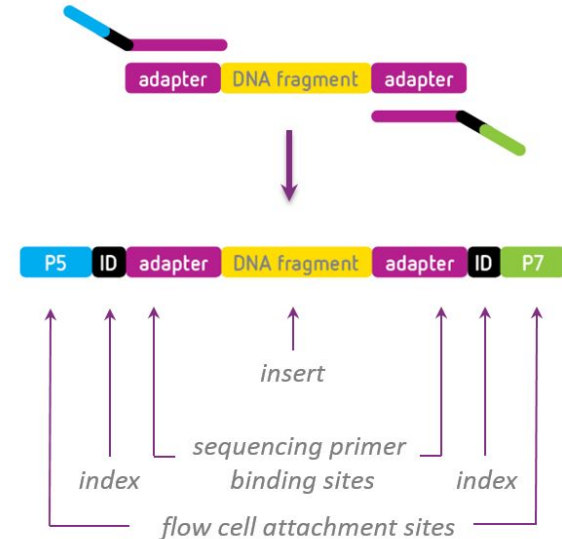 adapter DNA fragment adapter
P5 ID adapter DNA fragment adapter ID P7
insert
sequencing primer
index binding sites index
flow cell attachment sites